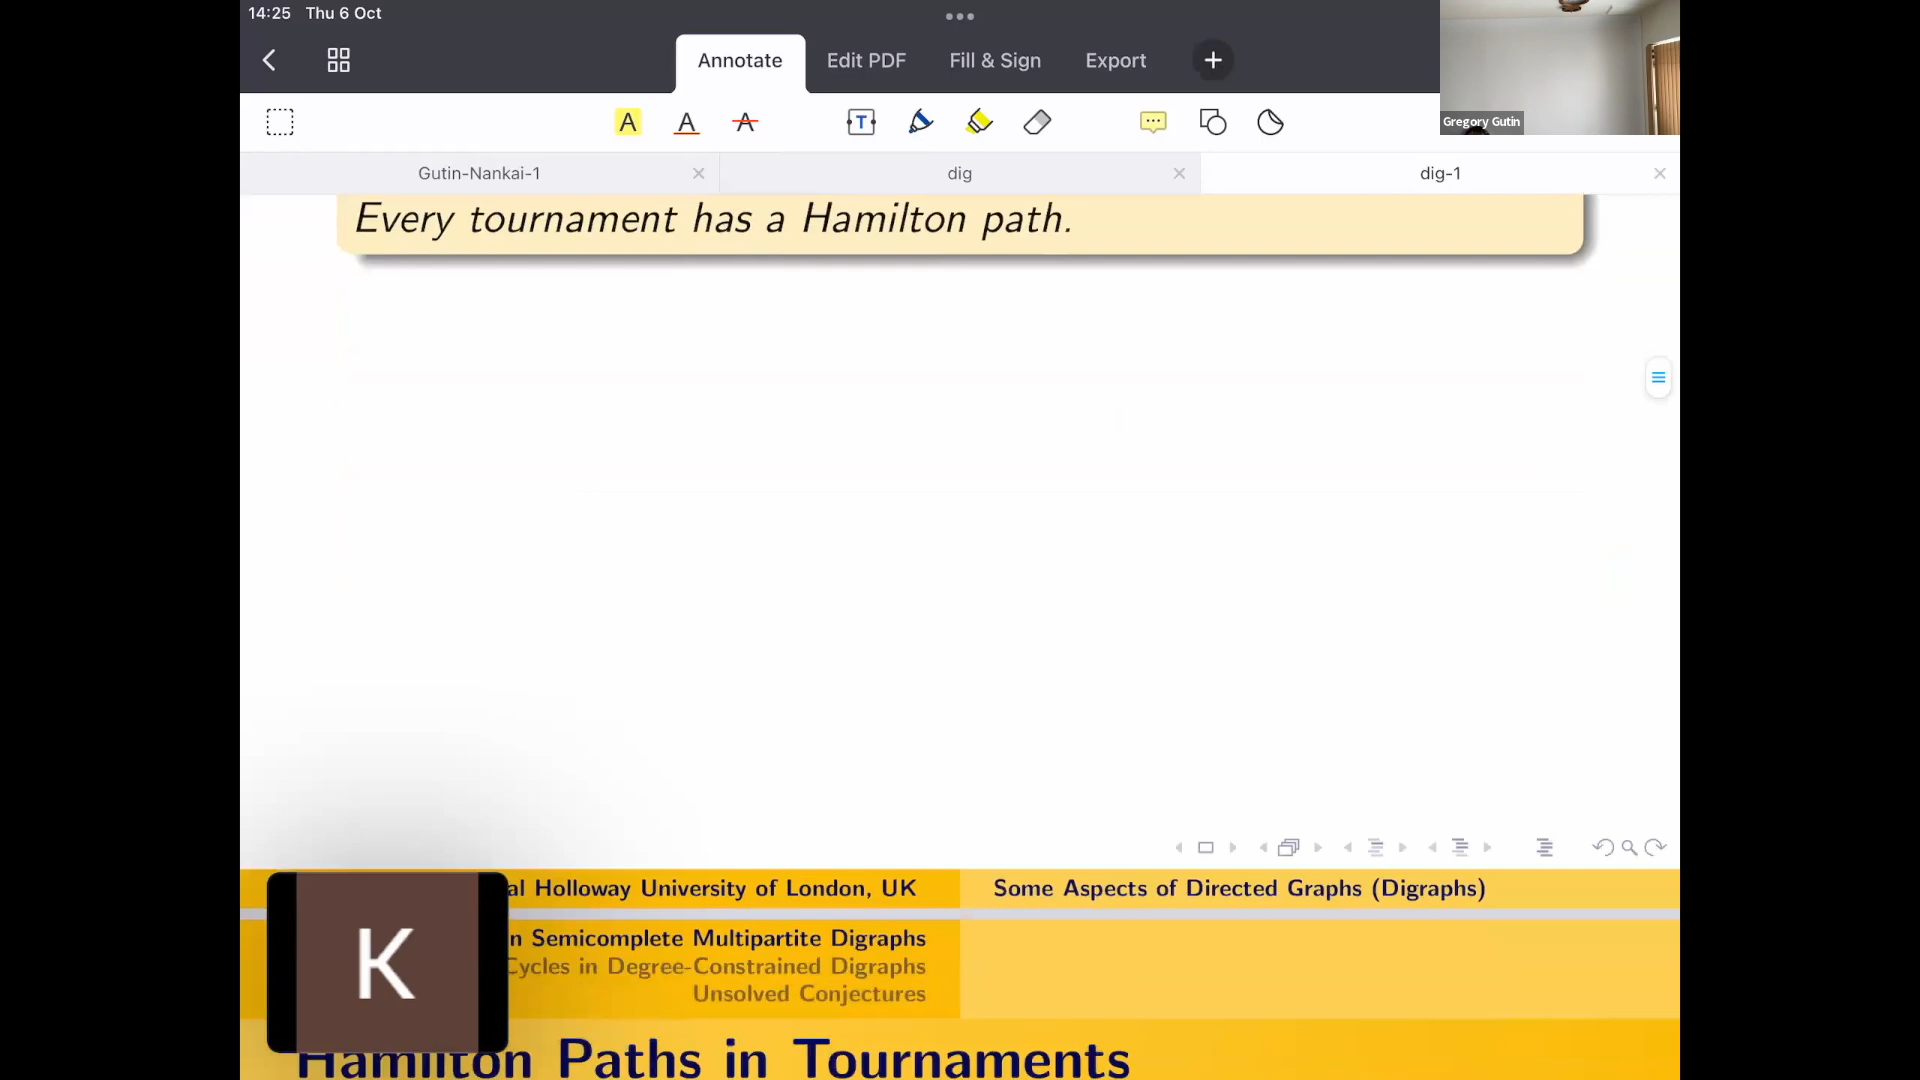 14:25 Thu 6 Oct
Annotate Edit PDF Fill & Sign Export
Gregory Gutin
A A A T
Gutin-Nankai-1 dig dig-1
Every tournament has a Hamilton path.
al Holloway University of London, UK Some Aspects of Directed Graphs (Digraphs)
n Semicomplete Multipartite Digraphs
Cycles in Degree-Constrained Digraphs
Unsolved Conjectures
K
Hamilton Paths in Tournaments